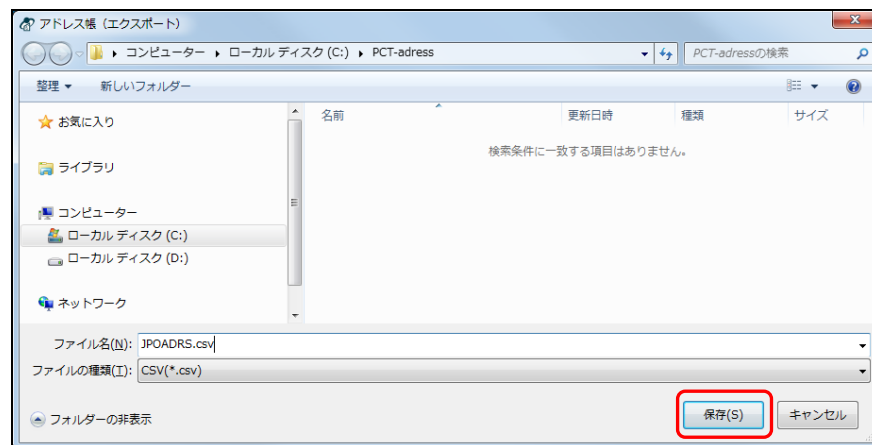 アドレス帳（エクスポート）
コンピューター ▸ ローカル ディスク (C:) ▸ PCT-adress
PCT-adressの検索
整理 新しいフォルダー
名前 更新日時 種類 サイズ
検索条件に一致する項目はありません。
お気に入り
ライブラリ
コンピューター
ローカル ディスク (C:)
ローカル ディスク (D:)
ネットワーク
ファイル名(N): JPOADRS.csv
ファイルの種類(T): CSV(*.csv)
フォルダーの非表示 保存(S) キャンセル